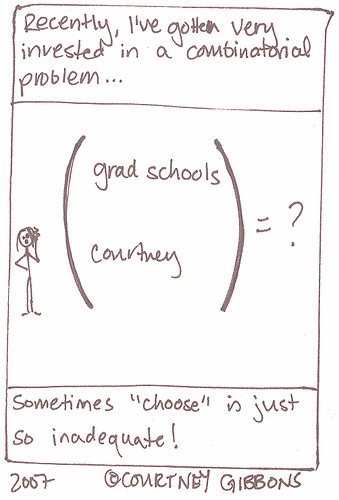 Recently, I've gotten very
invested in a combinatorial
problem...
grad schools
courtney
= ?
Sometimes "choose" is just
so inadequate!
2007 ©COURTNEY GIBBONS